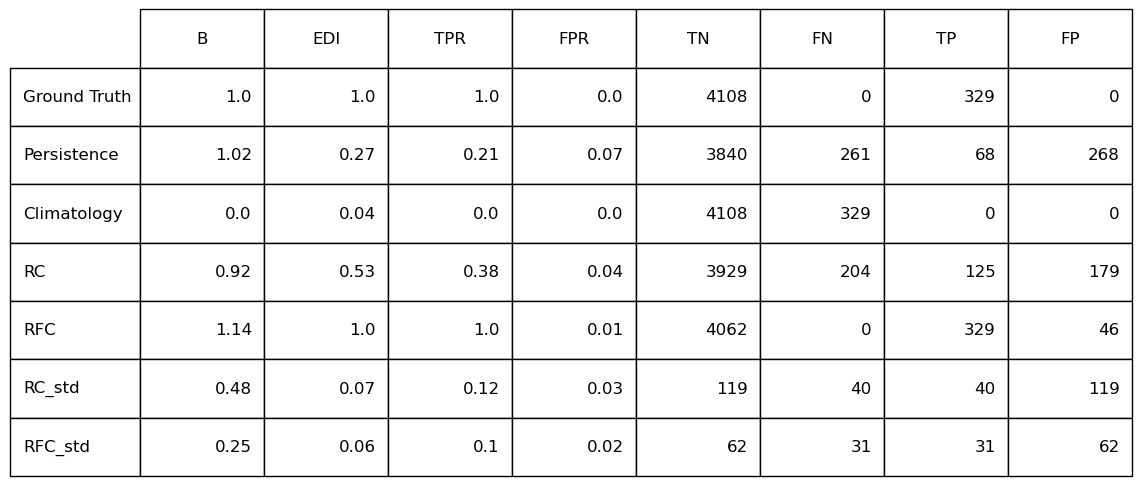 B EDI TPR FPR TN FN TP FP
Ground Truth 1.0 1.0 1.0 0.0 4108 0 329 0
Persistence 1.02 0.27 0.21 0.07 3840 261 68 268
Climatology 0.0 0.04 0.0 0.0 4108 329 0 0
RC 0.92 0.53 0.38 0.04 3929 204 125 179
RFC 1.14 1.0 1.0 0.01 4062 0 329 46
RC_std 0.48 0.07 0.12 0.03 119 40 40 119
RFC_std 0.25 0.06 0.1 0.02 62 31 31 62